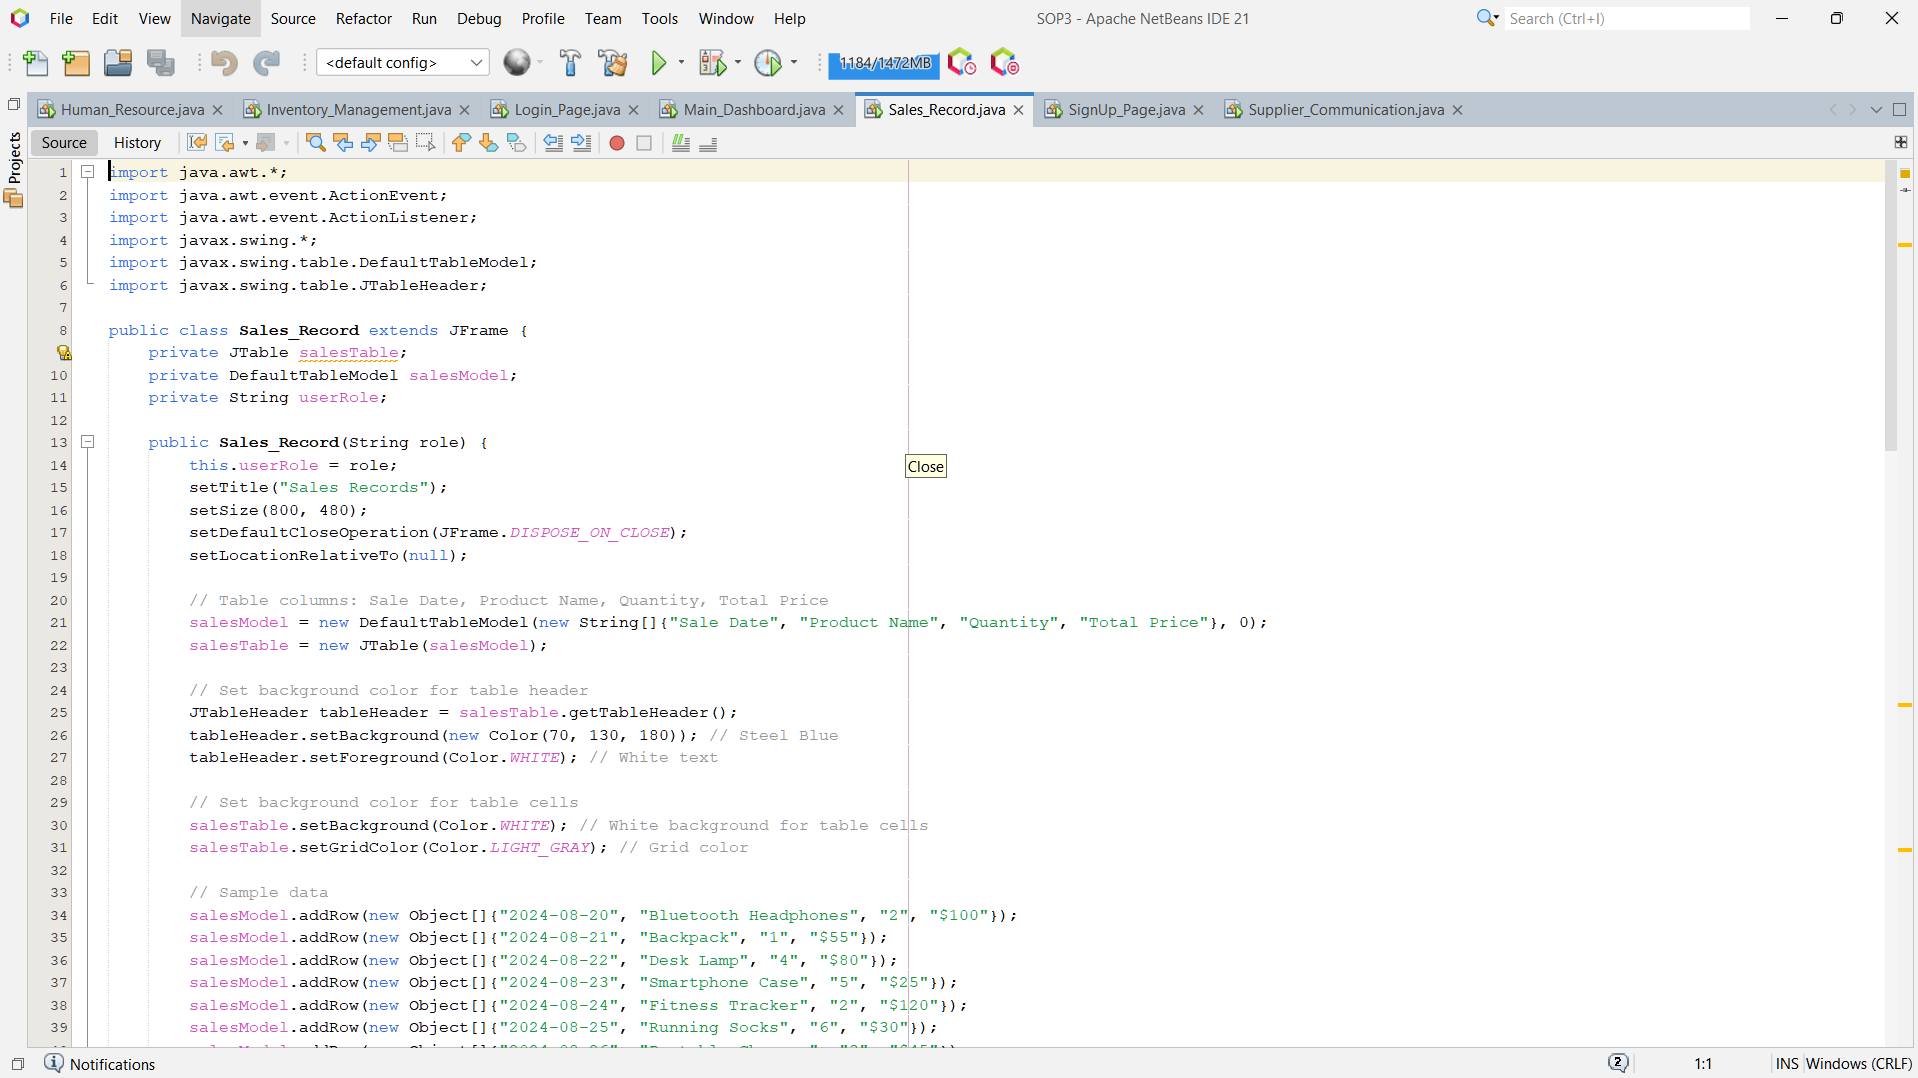 File Edit View Navigate Source Refactor Run Debug Profile Team Tools Window Help
SOP3 - Apache NetBeans IDE 21
Search (Ctrl+I)
<default config>
1184/1472MB
Human_Resource.java
Inventory_Management.java
Login_Page.java
Main_Dashboard.java
Sales_Record.java
SignUp_Page.java
Supplier_Communication.java
Projects
Source History
1 import java.awt.*;
2 import java.awt.event.ActionEvent;
3 import java.awt.event.ActionListener;
4 import javax.swing.*;
5 import javax.swing.table.DefaultTableModel;
6 import javax.swing.table.JTableHeader;
7
8 public class Sales_Record extends JFrame {
private JTable salesTable;
10 private DefaultTableModel salesModel;
11 private String userRole;
12
13 public Sales_Record(String role) {
14 this.userRole = role;
Close
15 setTitle("Sales Records");
16 setSize(800, 480);
17 setDefaultCloseOperation(JFrame.DISPOSE_ON_CLOSE);
18 setLocationRelativeTo(null);
19
20 // Table columns: Sale Date, Product Name, Quantity, Total Price
21 salesModel = new DefaultTableModel(new String[]{"Sale Date", "Product Name", "Quantity", "Total Price"}, 0);
22 salesTable = new JTable(salesModel);
23
24 // Set background color for table header
25 JTableHeader tableHeader = salesTable.getTableHeader();
26 tableHeader.setBackground(new Color(70, 130, 180)); // Steel Blue
27 tableHeader.setForeground(Color.WHITE); // White text
28
29 // Set background color for table cells
30 salesTable.setBackground(Color.WHITE); // White background for table cells
31 salesTable.setGridColor(Color.LIGHT_GRAY); // Grid color
32
33 // Sample data
34 salesModel.addRow(new Object[]{"2024-08-20", "Bluetooth Headphones", "2", "$100"});
35 salesModel.addRow(new Object[]{"2024-08-21", "Backpack", "1", "$55"});
36 salesModel.addRow(new Object[]{"2024-08-22", "Desk Lamp", "4", "$80"});
37 salesModel.addRow(new Object[]{"2024-08-23", "Smartphone Case", "5", "$25"});
38 salesModel.addRow(new Object[]{"2024-08-24", "Fitness Tracker", "2", "$120"});
39 salesModel.addRow(new Object[]{"2024-08-25", "Running Socks", "6", "$30"});
Notifications
2
1:1
INS
Windows (CRLF)